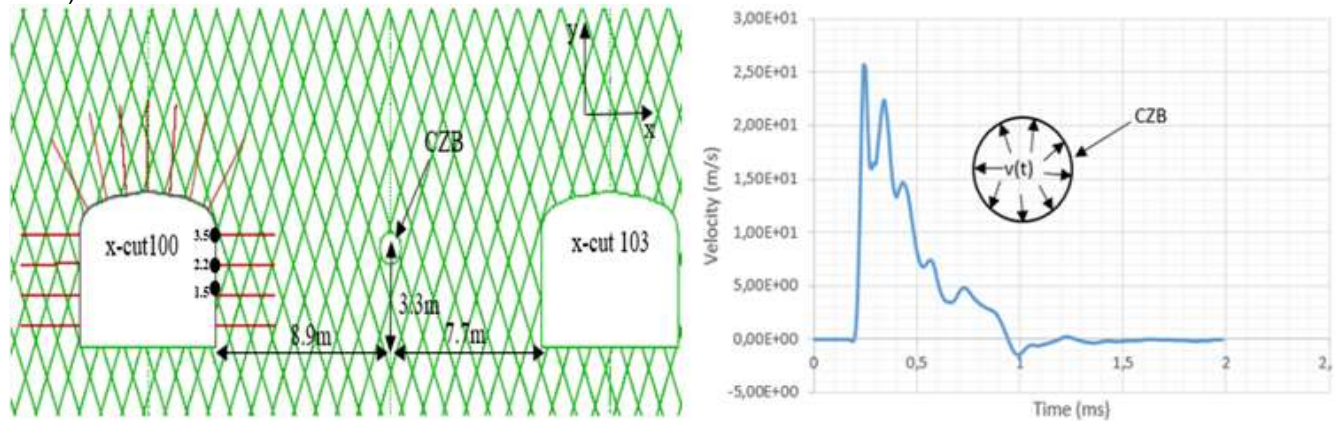 y
x
CZB
x-cut100
x-cut 103
3.5
2.2
1.5
3.3m
8.9m
7.7m
3,00E+01
2,50E+01
2,00E+01
1,50E+01
1,00E+01
5,00E+00
0,00E+00
-5,00E+00
Velocity (m/s)
CZB
v(t)
0
0,5
1
1,5
2
2,
Time (ms)